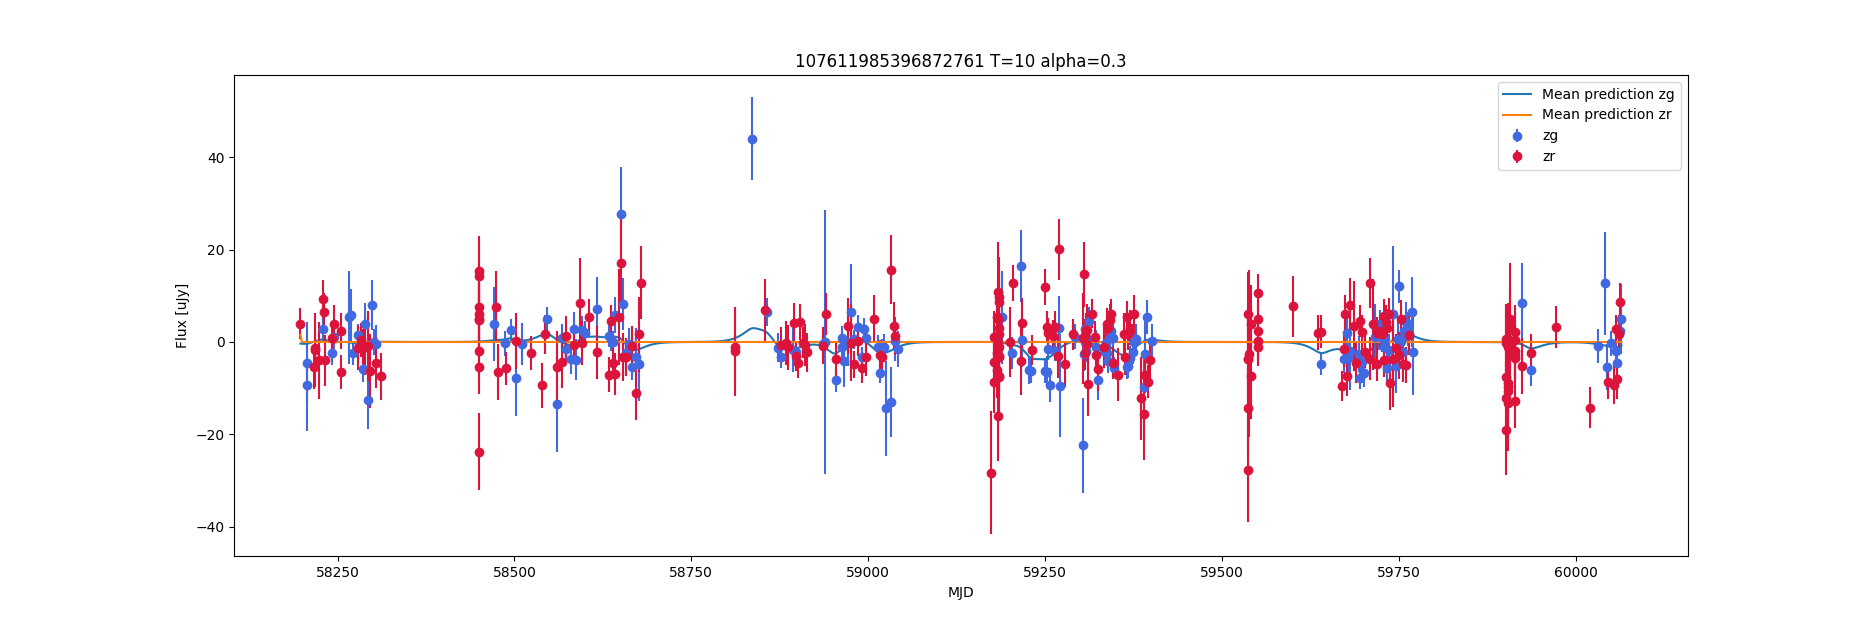 107611985396872761 T=10 alpha=0.3
Mean prediction zg
Mean prediction zr
zg
zr
Flux [uJy]
40
20
0
−20
−40
58250 58500 58750 59000 59250 59500 59750 60000
MJD